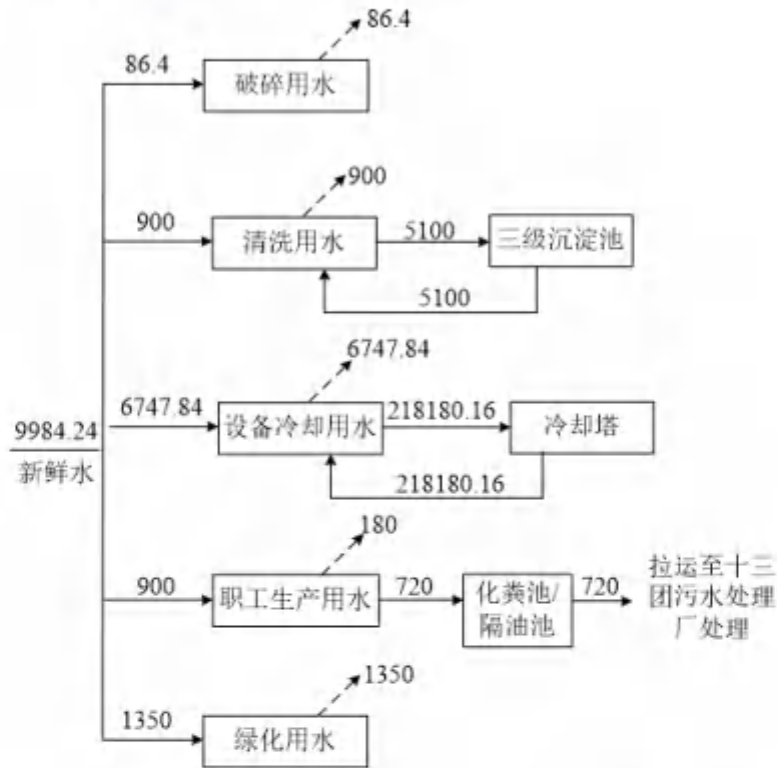 86.4
86.4
破碎用水
900
900
清洗用水
5100
三级沉淀池
5100
6747.84
6747.84
设备冷却用水
218180.16
冷却塔
218180.16
9984.24
新鲜水
180
900
职工生产用水
720
化粪池/
隔油池
720
拉运至十三
团污水处理
厂处理
1350
1350
绿化用水